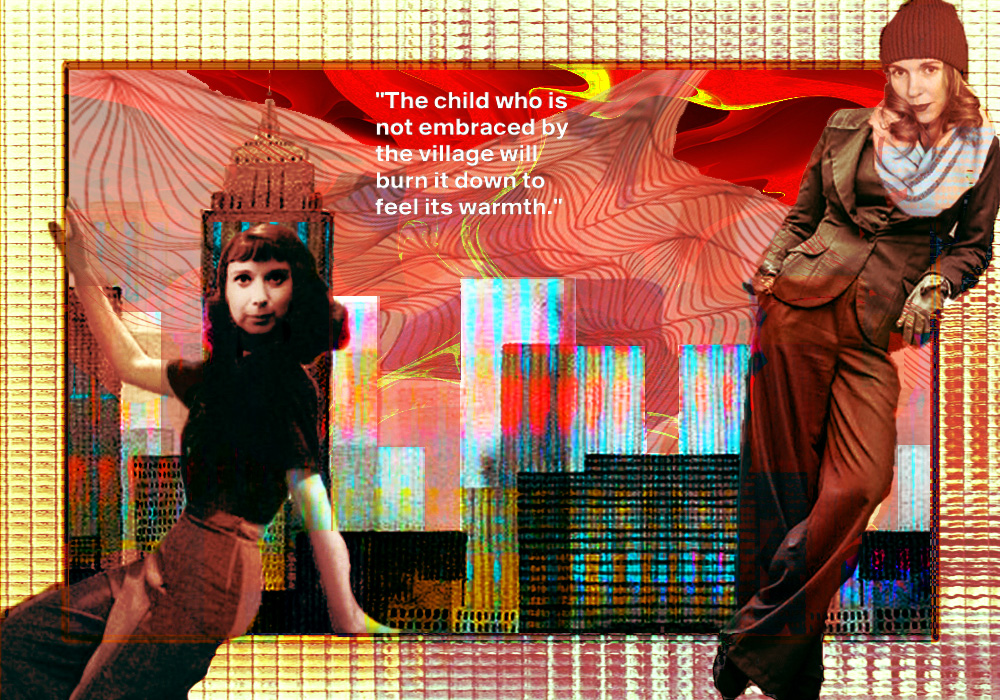 "The child who is
not embraced by
the village will
burn it down to
feel its warmth."